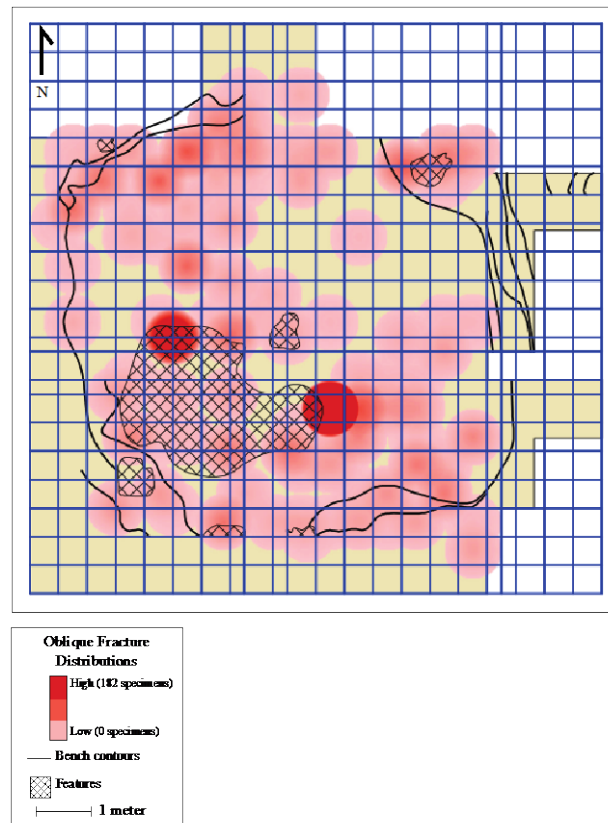 N
Oblique Fracture
Distributions
High (182 specimens)
Low (0 specimens)
Bench contours
Features
1 meter